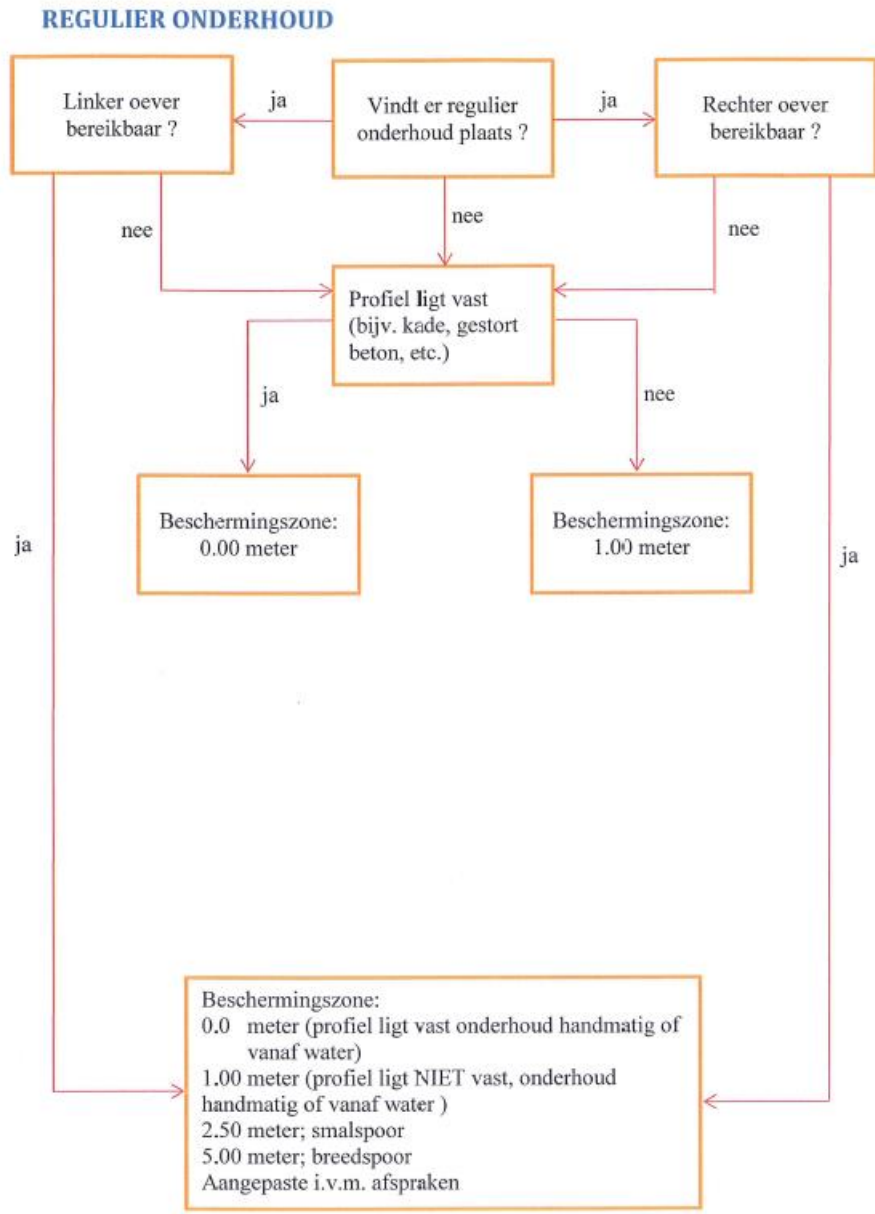 REGULIER ONDERHOUD
Linker oever
bereikbaar ?
ja
Vindt er regulier
onderhoud plaats ?
ja
Rechter oever
bereikbaar ?
nee
nee
nee
Profiel ligt vast
(bijv. kade, gestort
beton, etc.)
ja
nee
Beschermingszone:
0.00 meter
Beschermingszone:
1.00 meter
ja
ja
Beschermingszone:
0.0 meter (profiel ligt vast onderhoud handmatig of
vanaf water)
1.00 meter (profiel ligt NIET vast, onderhoud
handmatig of vanaf water )
2.50 meter; smalspoor
5.00 meter; breedspoor
Aangepaste i.v.m. afspraken